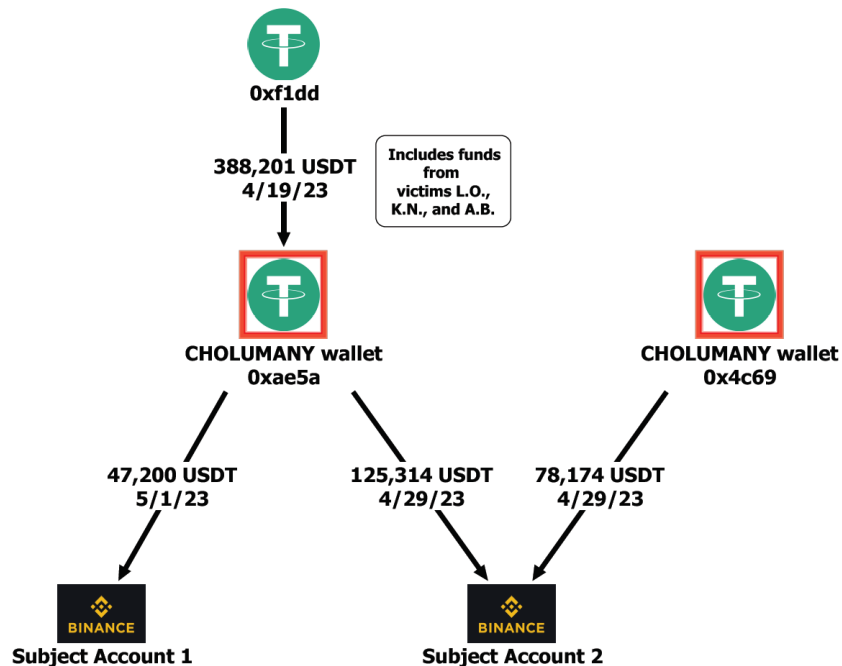 0xf1dd
388,201 USDT
4/19/23
Includes funds
from
victims L.O.,
K.N., and A.B.
CHOLUMANY wallet
0xae5a
CHOLUMANY wallet
0x4c69
47,200 USDT
5/1/23
125,314 USDT
4/29/23
78,174 USDT
4/29/23
BINANCE
Subject Account 1
BINANCE
Subject Account 2